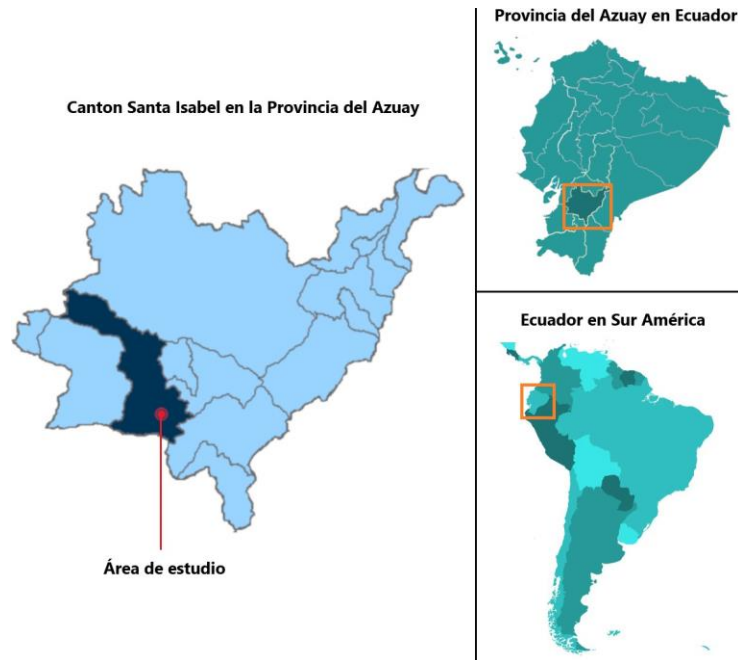 Canton Santa Isabel en la Provincia del Azuay
Área de estudio
Provincia del Azuay en Ecuador
Ecuador en Sur América